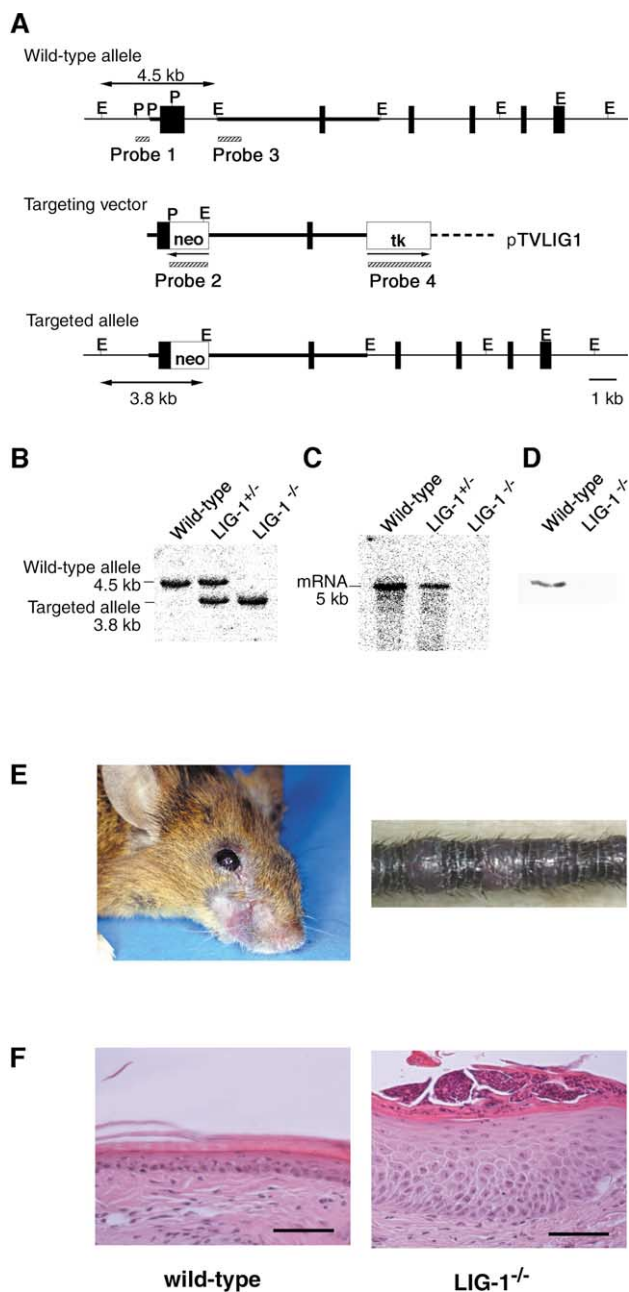 A
Wild-type allele
4.5 kb
E P P P E E E E E
Probe 1 Probe 3
Targeting vector
P E
neo tk pTVLIG1
Probe 2 Probe 4
Targeted allele
E E E E E E
neo
3.8 kb 1 kb
B C D
Wild-type LIG-1+/- LIG-1 -/- Wild-type LIG-1+/- LIG-1 -/- Wild-type LIG-1 -/-
Wild-type allele
4.5 kb
Targeted allele
3.8 kb
mRNA
5 kb
E
F
wild-type LIG-1-/-